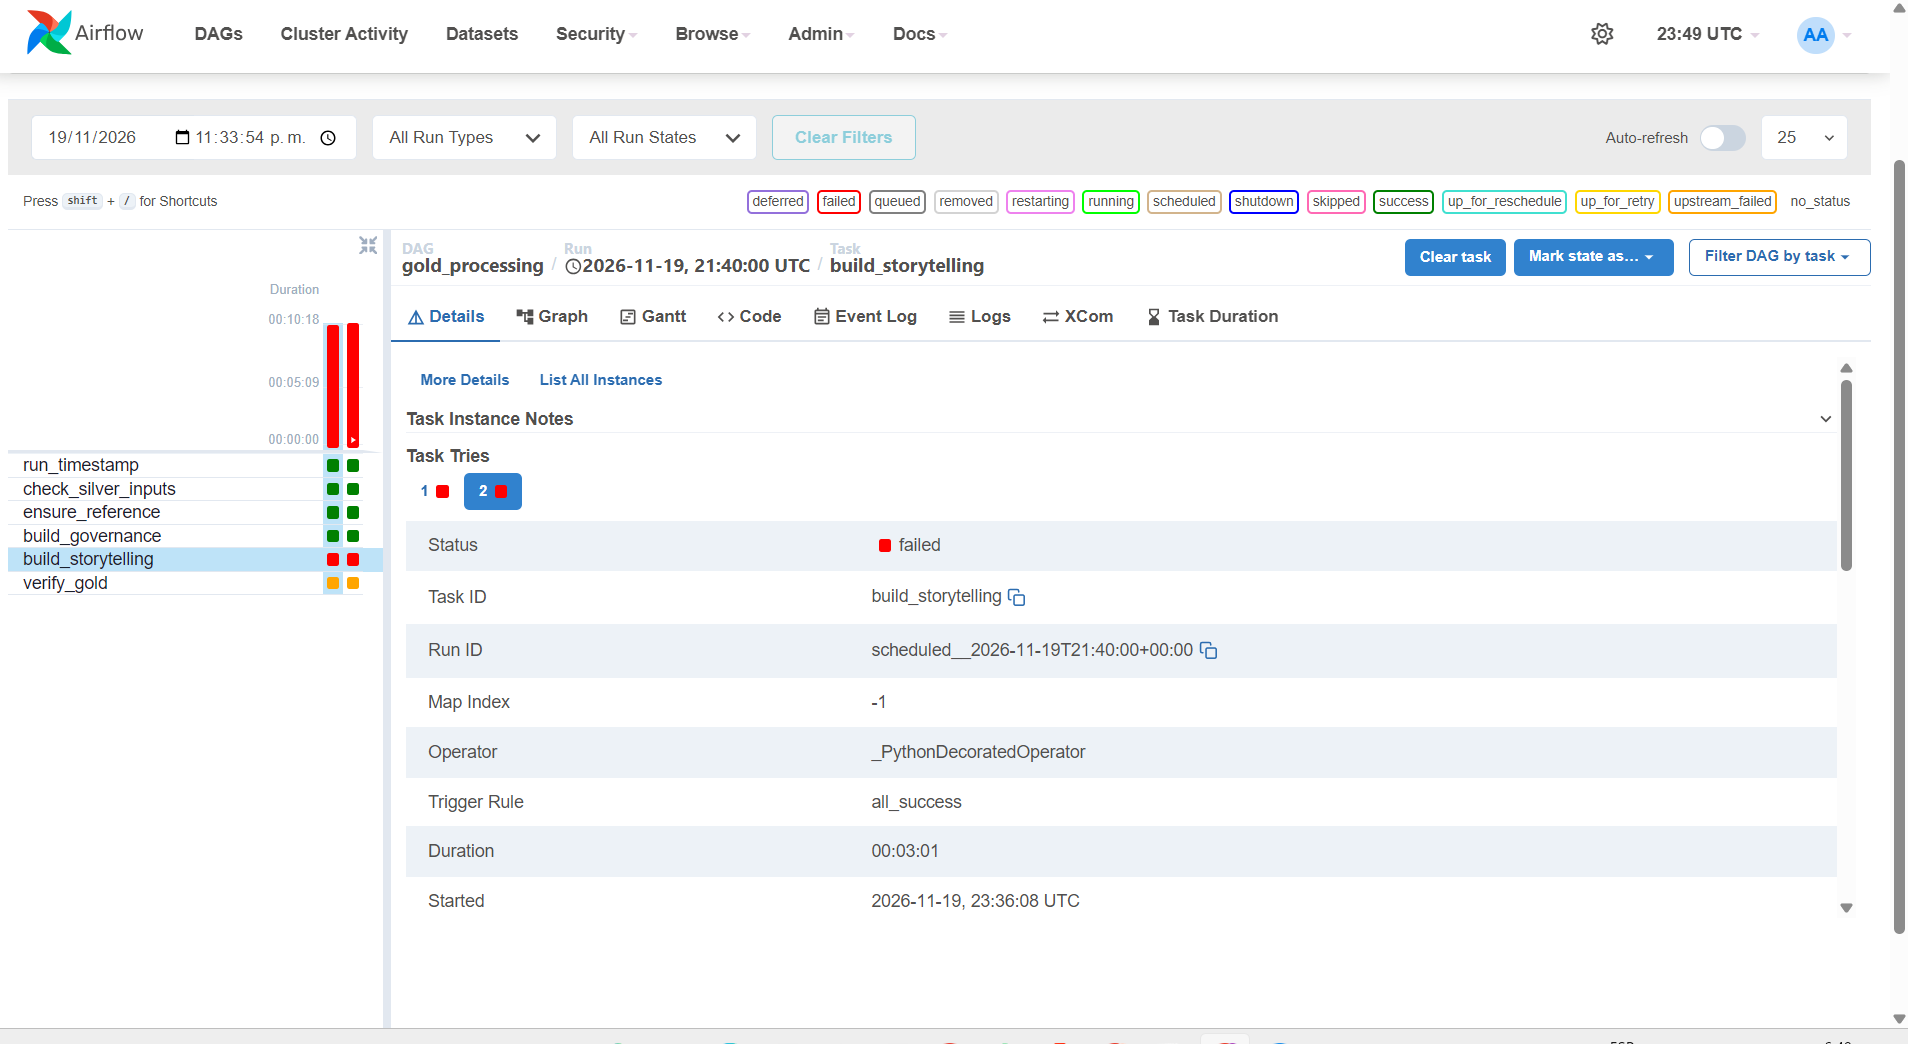 Airflow
DAGs Cluster Activity Datasets Security Browse Admin Docs 23:49 UTC AA
19/11/2026 11:33:54 p. m. All Run Types All Run States Clear Filters Auto-refresh 25
Press shift + / for Shortcuts
deferred failed queued removed restarting running scheduled shutdown skipped success up_for_reschedule up_for_retry upstream_failed no_status
Duration
00:10:18
00:05:09
00:00:00
run_timestamp
check_silver_inputs
ensure_reference
build_governance
build_storytelling
verify_gold
DAG Run Task
gold_processing / 2026-11-19, 21:40:00 UTC / build_storytelling
Clear task Mark state as... Filter DAG by task
Details Graph Gantt Code Event Log Logs XCom Task Duration
More Details List All Instances
Task Instance Notes
Task Tries
1 2
Status failed
Task ID build_storytelling
Run ID scheduled__2026-11-19T21:40:00+00:00
Map Index -1
Operator _PythonDecoratedOperator
Trigger Rule all_success
Duration 00:03:01
Started 2026-11-19, 23:36:08 UTC